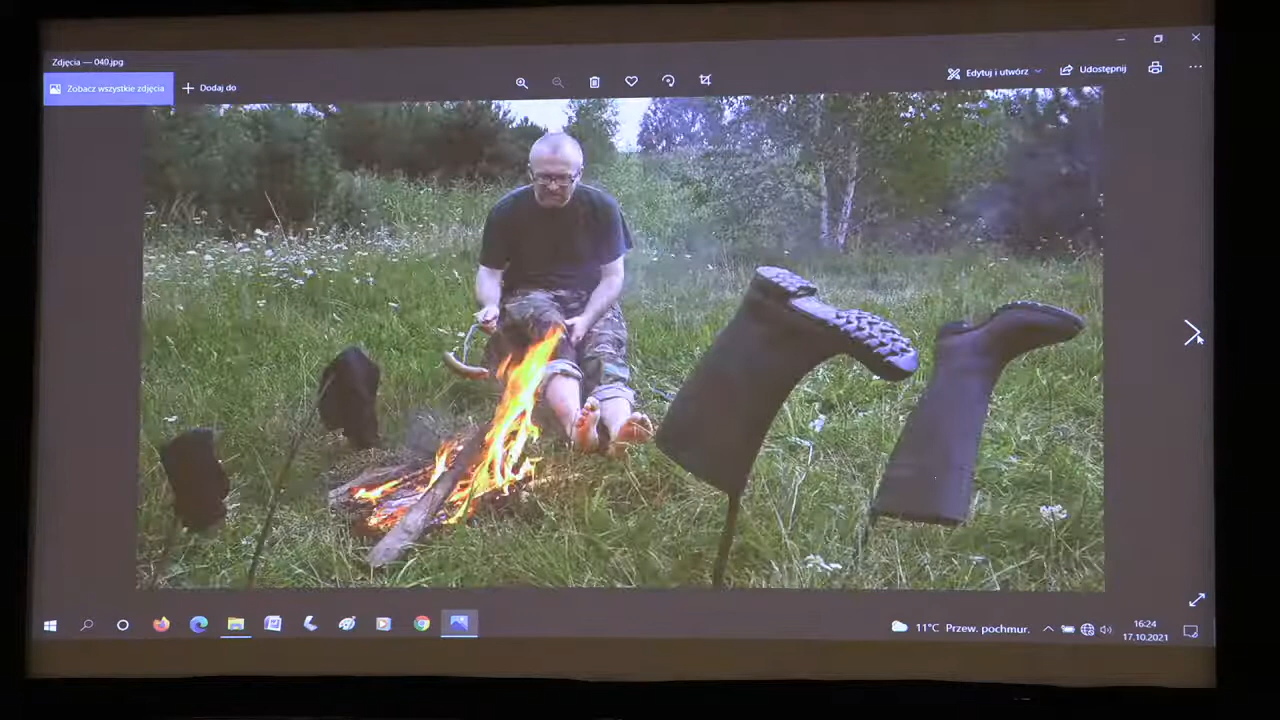 Zdjęcia — 040.jpg
Zobacz wszystkie zdjęcia
Dodaj do
Edytuj i utwórz
Udostępnij
11°C Przew. pochmur.
16:24
17.10.2021